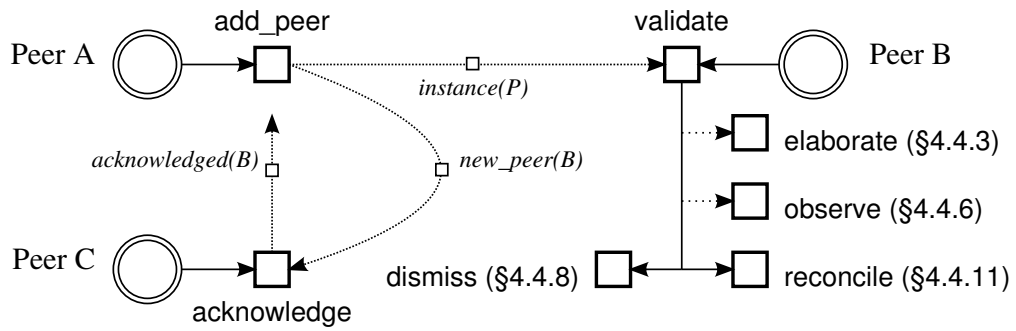 add_peer
validate
Peer A
Peer B
instance(P)
elaborate (§4.4.3)
acknowledged(B)
new_peer(B)
observe (§4.4.6)
Peer C
dismiss (§4.4.8)
reconcile (§4.4.11)
acknowledge